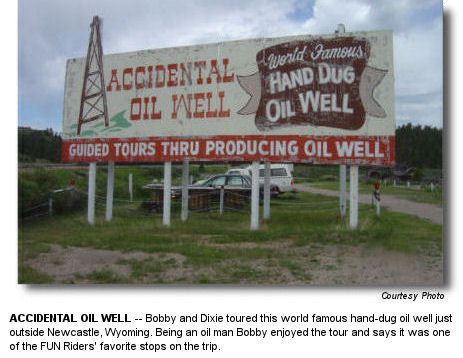 ACCIDENTAL
OIL WELL
World Famous
HAND DUG
OIL WELL
GUIDED TOURS THRU PRODUCING OIL WELL
Courtesy Photo
ACCIDENTAL OIL WELL -- Bobby and Dixie toured this world famous hand-dug oil well just
outside Newcastle, Wyoming. Being an oil man Bobby enjoyed the tour and says it was one
of the FUN Riders' favorite stops on the trip.